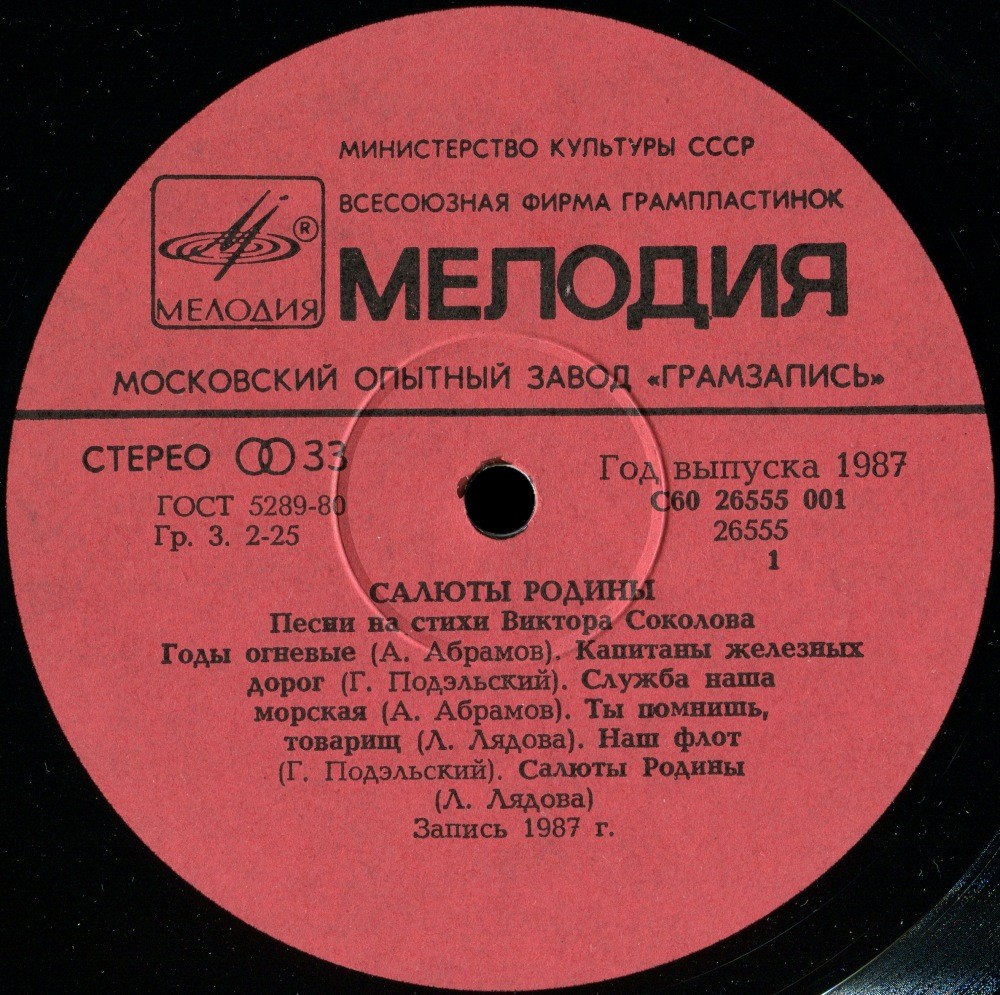 МИНИСТЕРСТВО КУЛЬТУРЫ СССР
ВСЕСОЮЗНАЯ ФИРМА ГРАМПЛАСТИНОК
®
МЕЛОДИЯ
МЕЛОДИЯ
МОСКОВСКИЙ ОПЫТНЫЙ ЗАВОД «ГРАМЗАПИСЬ»
СТЕРЕО 33
Год выпуска 1987
ГОСТ 5289-80
С60 26555 001
Гр. 3. 2-25
26555
1
САЛЮТЫ РОДИНЫ
Песни на стихи Виктора Соколова
Годы огневые (А. Абрамов). Капитаны железных
дорог (Г. Подэльский). Служба наша
морская (А. Абрамов). Ты помнишь,
товарищ (Л. Лядова). Наш флот
(Г. Подэльский). Салюты Родины
(Л. Лядова)
Запись 1987 г.